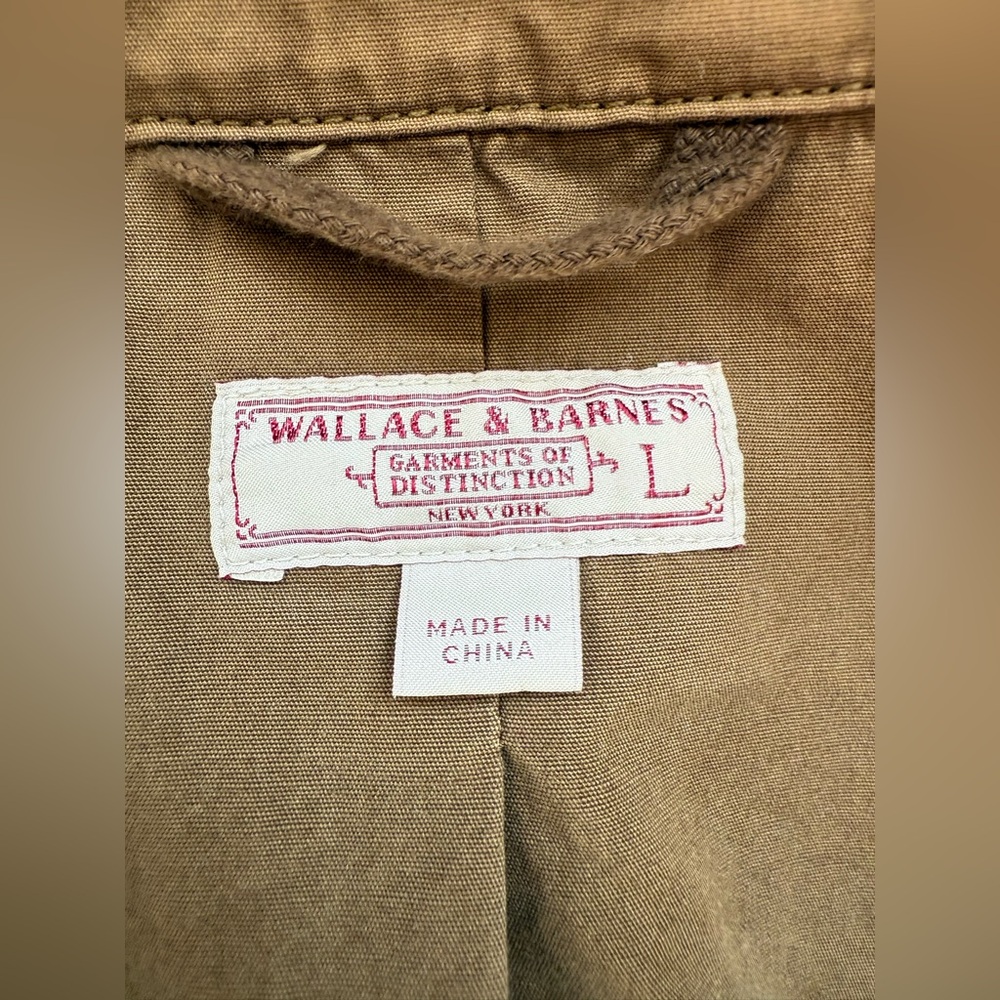 WALLACE & BARNES
GARMENTS OF
DISTINCTION
L
NEW YORK
MADE IN
CHINA